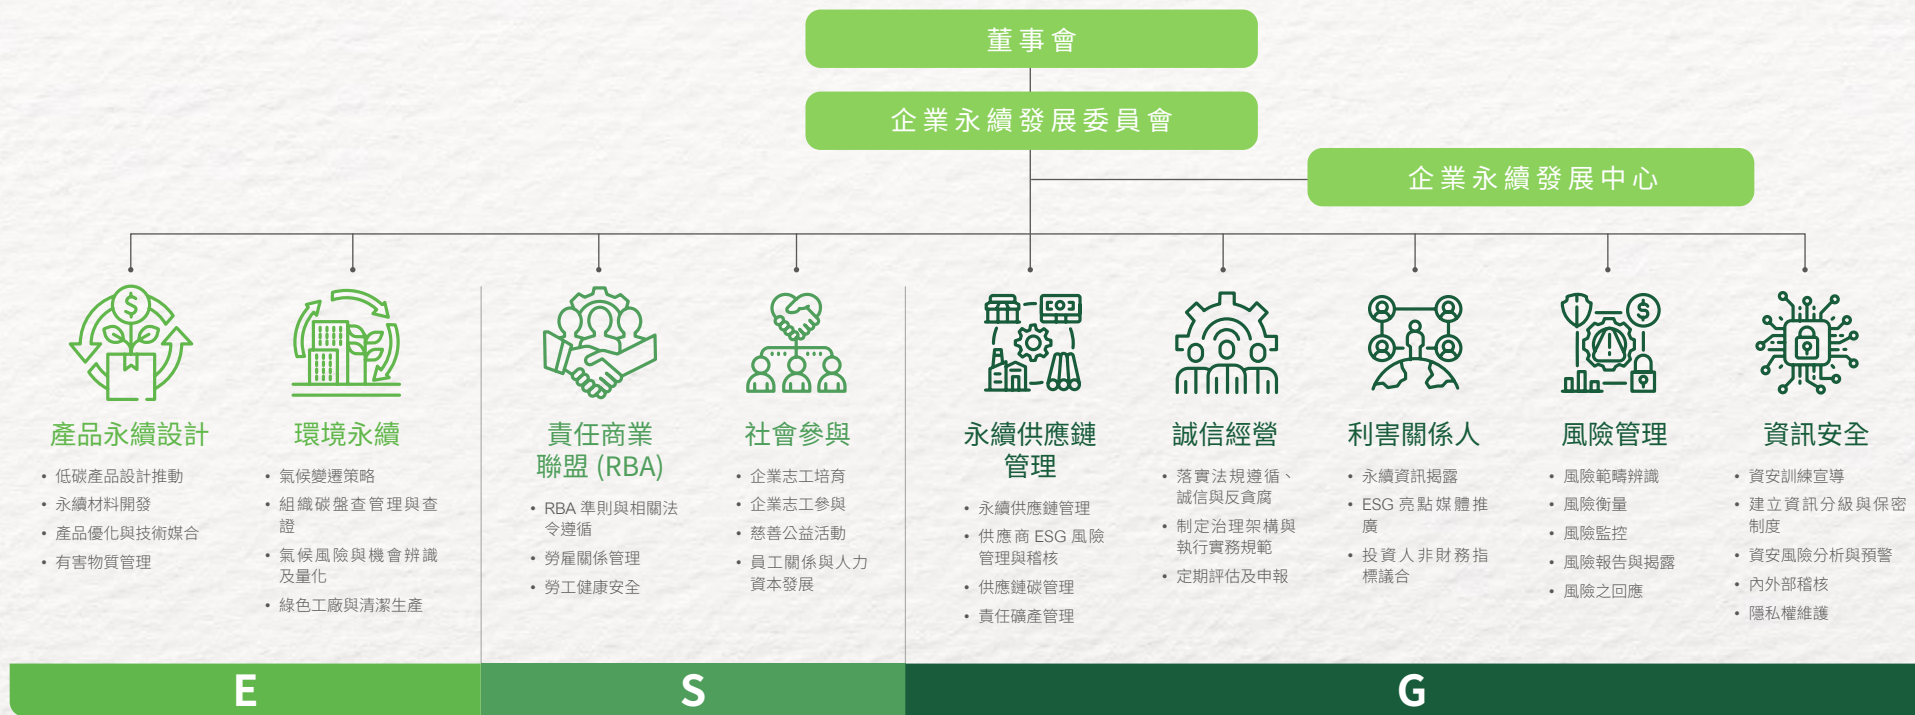 董事會
企業永續發展委員會
企業永續發展中心
產品永續設計
• 低碳產品設計推動
• 永續材料開發
• 產品優化與技術媒合
• 有害物質管理
環境永續
• 氣候變遷策略
• 組織碳盤查管理與查
證
• 氣候風險與機會辨識
及量化
• 綠色工廠與清潔生產
責任商業
聯盟 (RBA)
• RBA 準則與相關法
令遵循
• 勞雇關係管理
• 勞工健康安全
社會參與
• 企業志工培育
• 企業志工參與
• 慈善公益活動
• 員工關係與人力
資本發展
永續供應鏈
管理
• 永續供應鏈管理
• 供應商 ESG 風險
管理與稽核
• 供應鏈碳管理
• 責任礦產管理
誠信經營
• 落實法規遵循、
誠信與反貪腐
• 制定治理架構與
執行實務規範
• 定期評估及申報
利害關係人
• 永續資訊揭露
• ESG 亮點媒體推
廣
• 投資人非財務指
標議合
風險管理
• 風險範疇辨識
• 風險衡量
• 風險監控
• 風險報告與揭露
• 風險之回應
資訊安全
• 資安訓練宣導
• 建立資訊分級與保密
制度
• 資安風險分析與預警
• 內外部稽核
• 隱私權維護
E
S
G